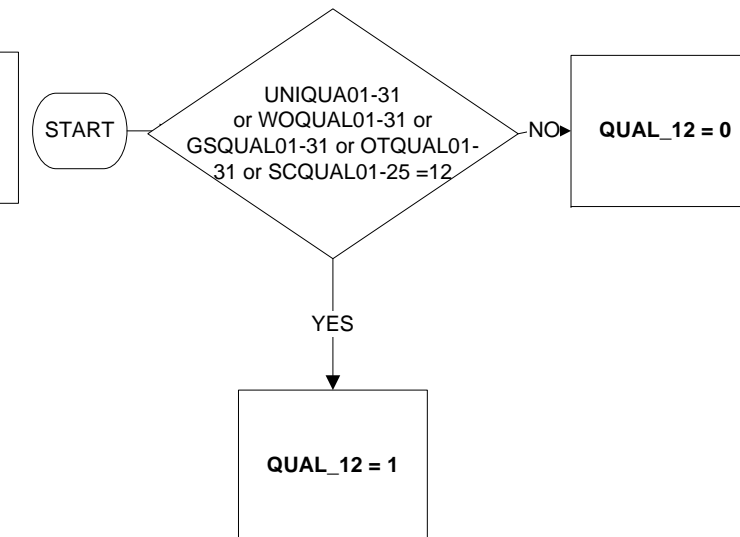 UNIQUA01-31
or WOQUAL01-31 or
START
GSQUAL01-31 or OTQUAL01-
31 or SCQUAL01-25 =12
NO
QUAL_12 = 0
YES
QUAL_12 = 1